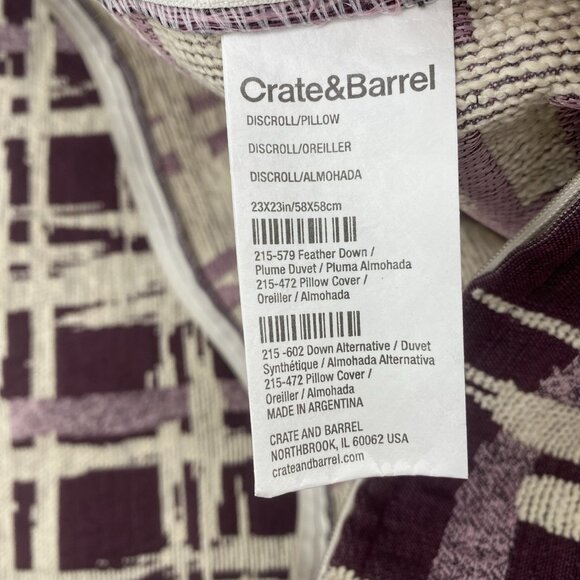 Crate&Barrel
DISCROLL/PILLOW
DISCROLL/OREILLER
DISCROLL/ALMOHADA
23X23in/58X58cm
215-579 Feather Down /
Plume Duvet / Pluma Almohada
215-472 Pillow Cover /
Oreiller / Almohada
215 -602 Down Alternative / Duvet
Synthétique / Almohada Alternativa
215-472 Pillow Cover /
Oreiller / Almohada
MADE IN ARGENTINA
CRATE AND BARREL
NORTHBROOK, IL 60062 USA
crateandbarrel.com